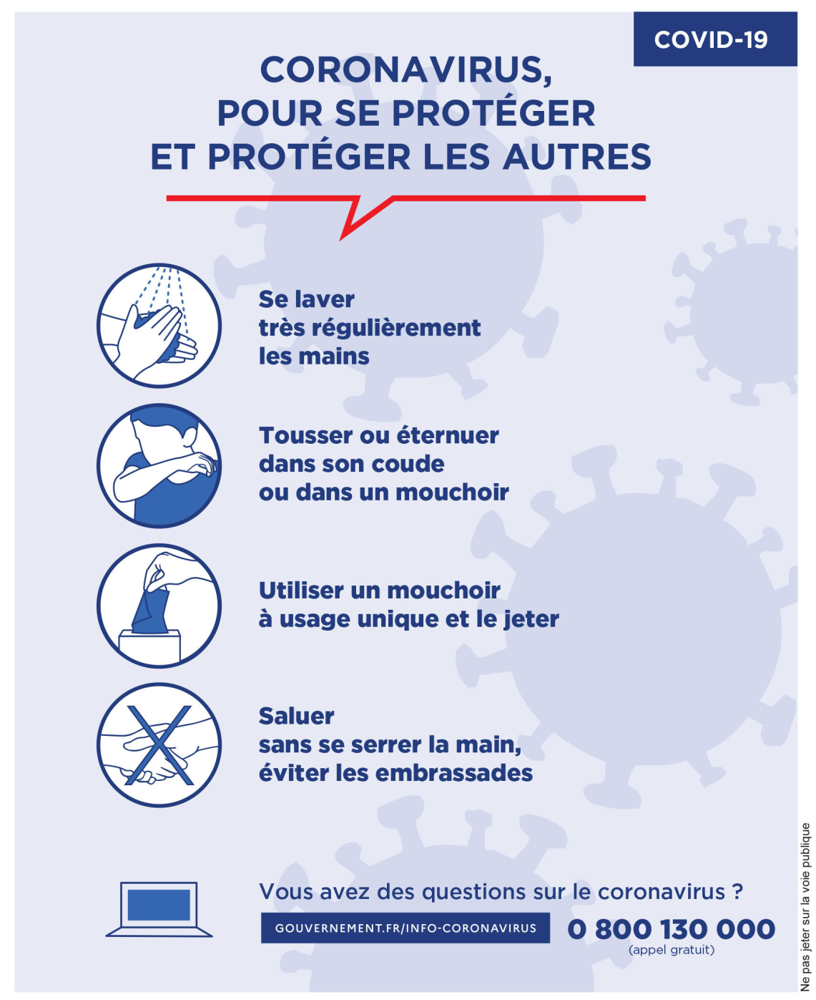 COVID-19
CORONAVIRUS,
POUR SE PROTÉGER
ET PROTÉGER LES AUTRES
Se laver
très régulièrement
les mains
Tousser ou éternuer
dans son coude
ou dans un mouchoir
Utiliser un mouchoir
à usage unique et le jeter
Saluer
sans se serrer la main,
éviter les embrassades
Vous avez des questions sur le coronavirus ?
GOUVERNEMENT.FR/INFO-CORONAVIRUS
0 800 130 000
(appel gratuit)
Ne pas jeter sur la voie publique